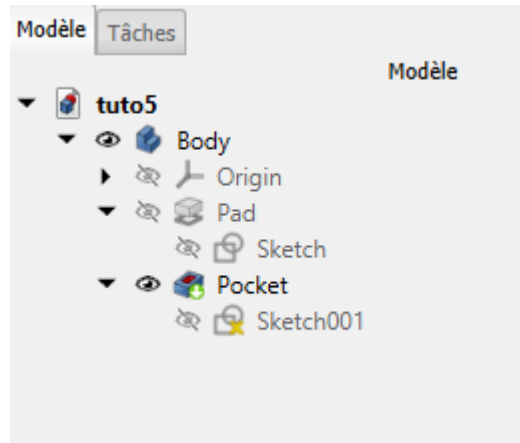 Modèle Tâches
Modèle
tuto5
Body
Origin
Pad
Sketch
Pocket
Sketch001